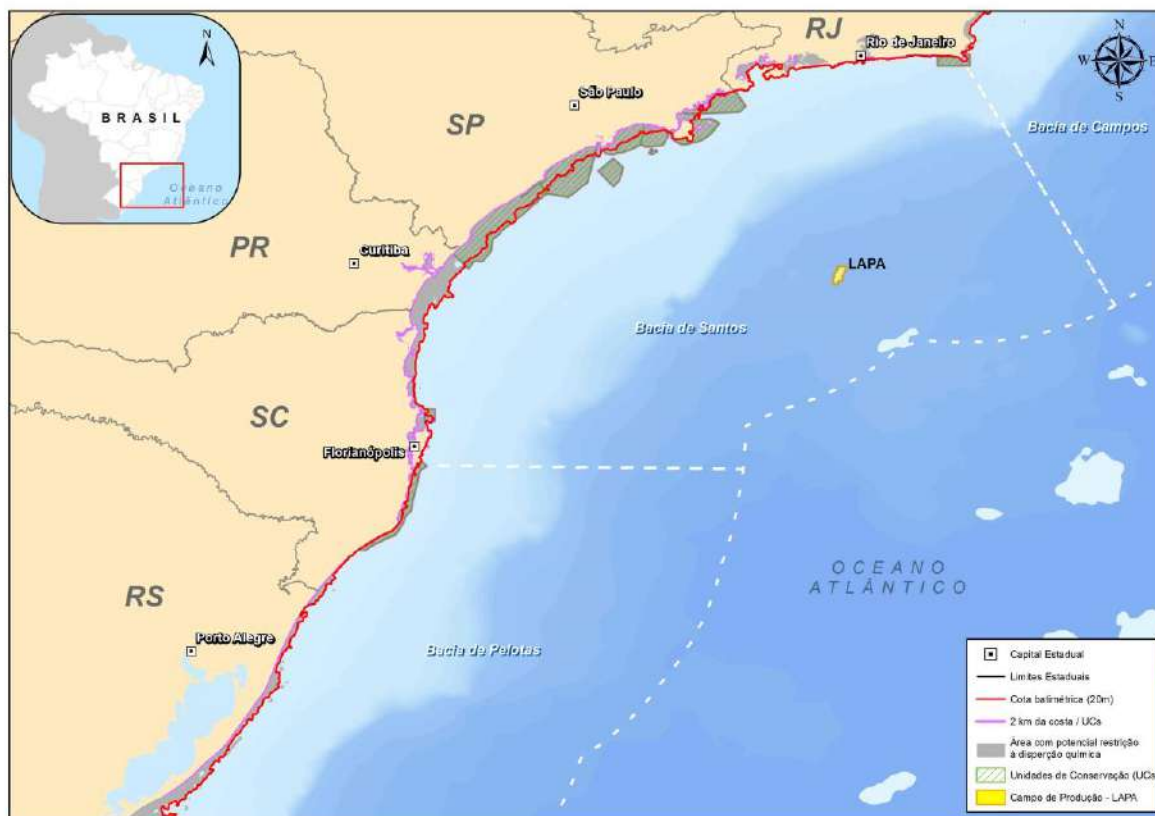 N
BRASIL
Oceano
Atlântico
RJ
Rio de Janeiro
N
W
E
S
São Paulo
SP
Bacia de Campos
PR
Curitiba
LAPA
Bacia de Santos
SC
Florianópolis
OCEANO
ATLÂNTICO
RS
Porto Alegre
Bacia de Pelotas
Capital Estadual
Limites Estaduais
Cota batimétrica (20m)
2 km da costa / UCs
Área com potencial restrição
à disperção química
Unidades de Conservação (UCs
Campo de Produção - LAPA